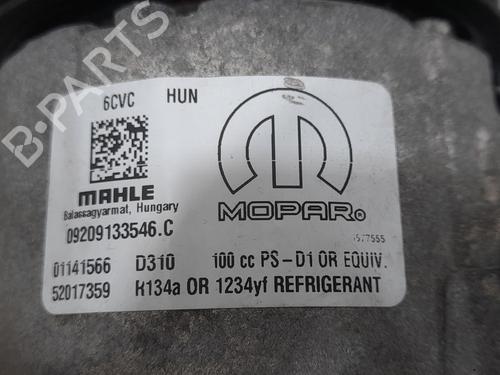 B-PARTS
6CVC HUN
MAHLE
Balassagyarmat, Hungary
MOPAR®
09209133546.C
01141566 D310 100 cc PS-D1 OR EQUIV.
52017359 R134a OR 1234yf REFRIGERANT